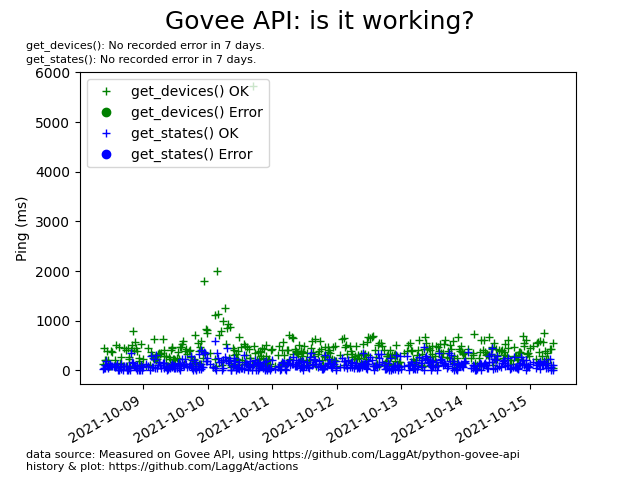 Govee API: is it working?
get_devices(): No recorded error in 7 days.
get_states(): No recorded error in 7 days.
6000
5000
4000
3000
2000
1000
0
Ping (ms)
get_devices() OK
get_devices() Error
get_states() OK
get_states() Error
2021-10-09
2021-10-10
2021-10-11
2021-10-12
2021-10-13
2021-10-14
2021-10-15
data source: Measured on Govee API, using https://github.com/LaggAt/python-govee-api
history & plot: https://github.com/LaggAt/actions